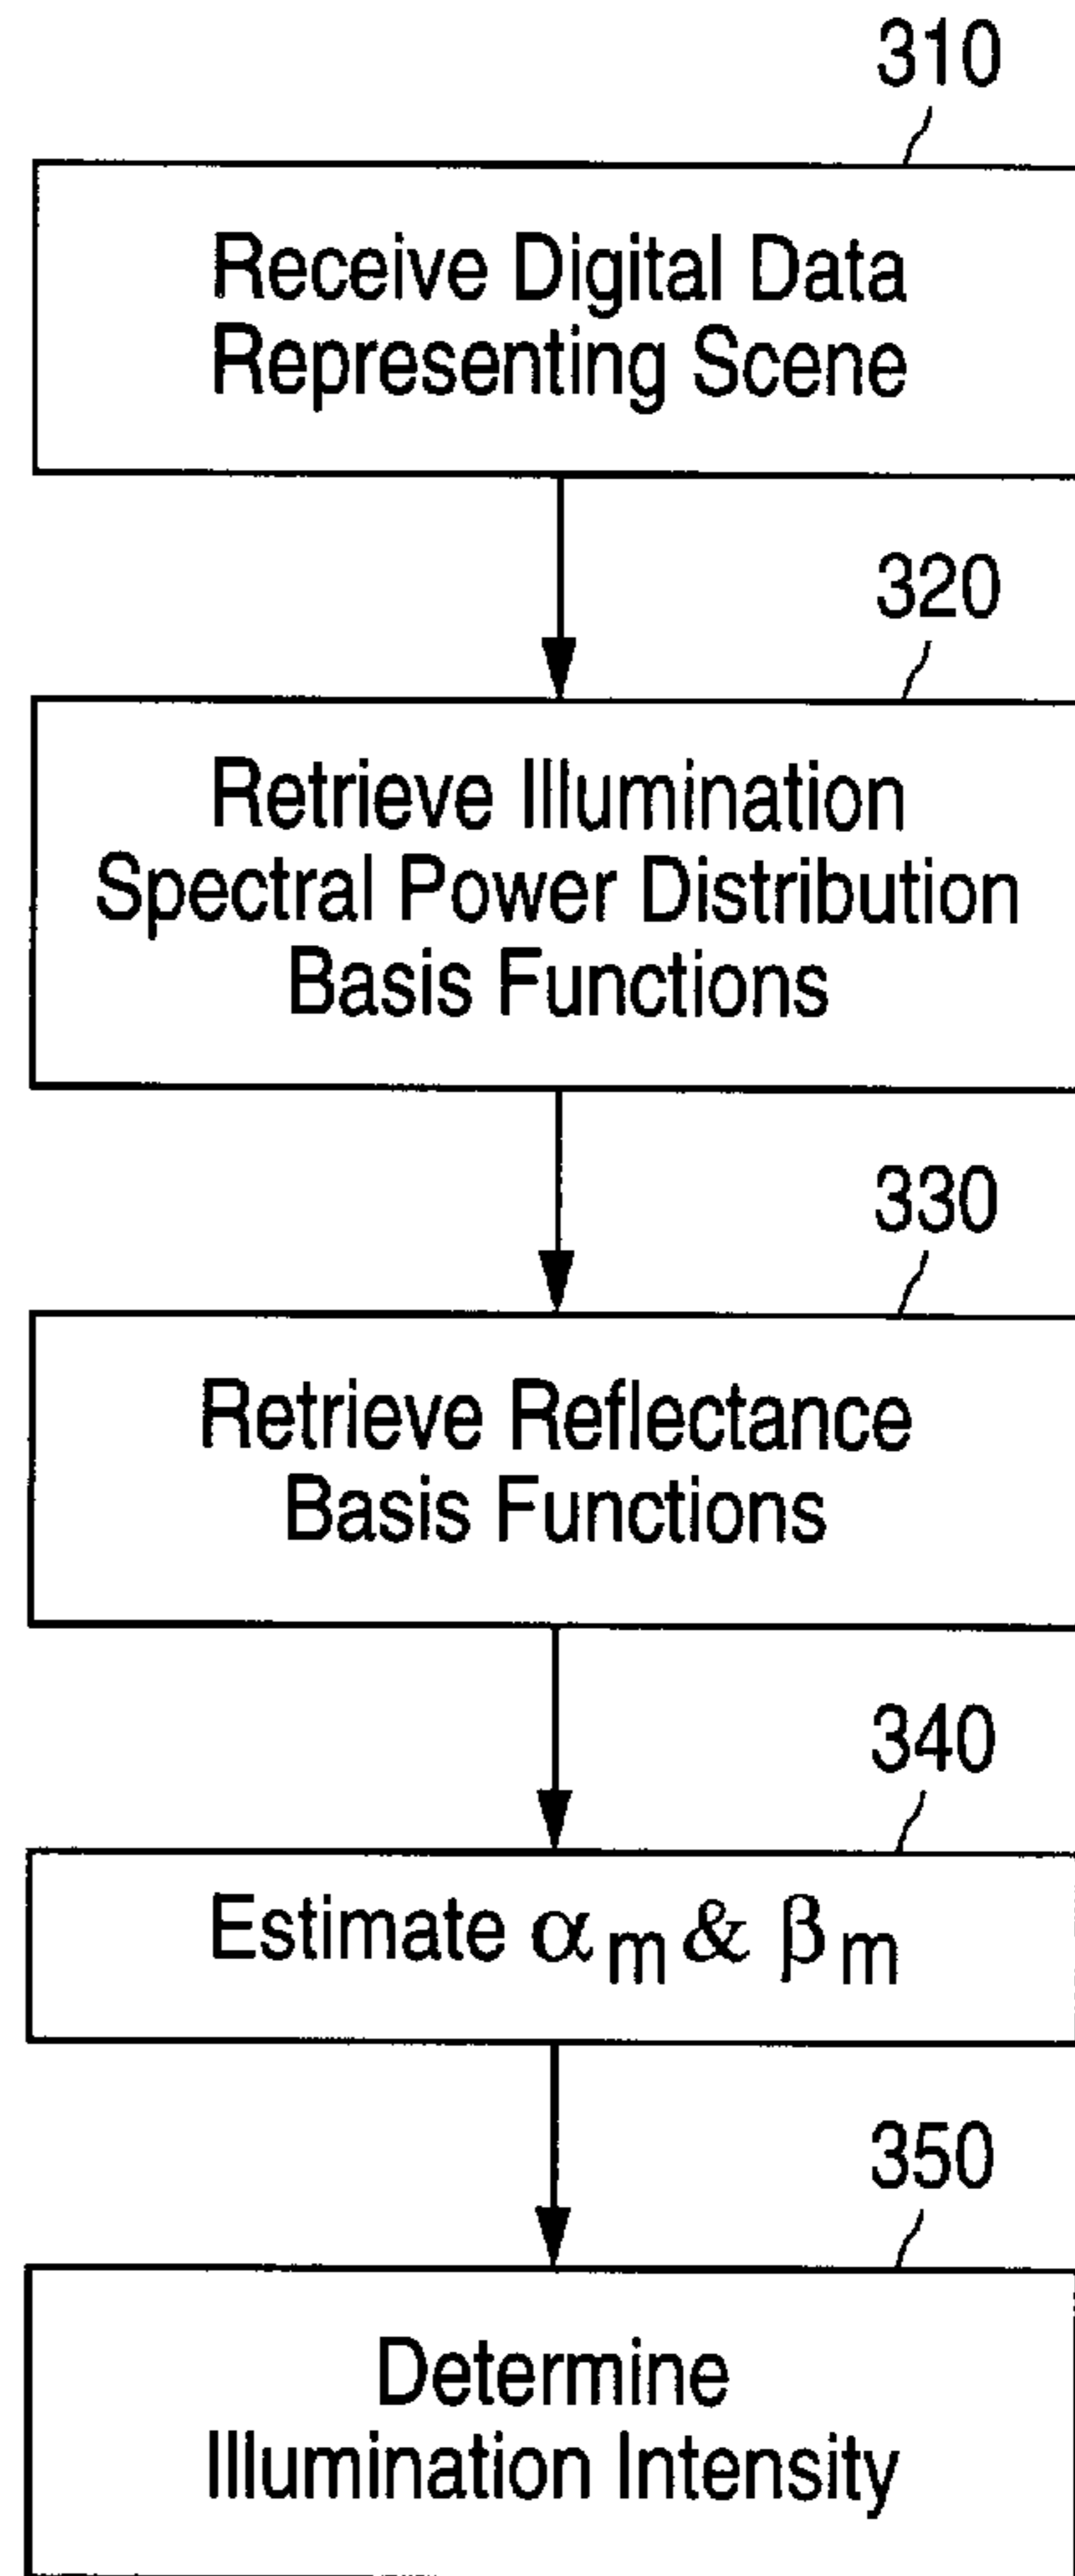 310
Receive Digital Data
Representing Scene
320
Retrieve Illumination
Spectral Power Distribution
Basis Functions
330
Retrieve Reflectance
Basis Functions
340
Estimate αm & βm
350
Determine
Illumination Intensity